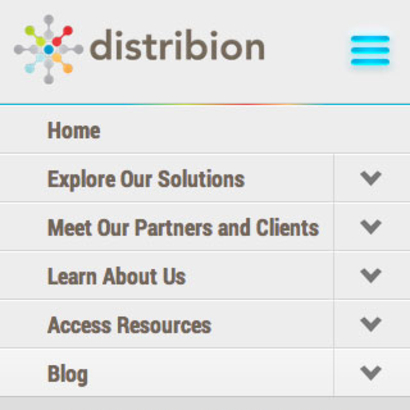 distribion
Home
Explore Our Solutions
Meet Our Partners and Clients
Learn About Us
Access Resources
Blog